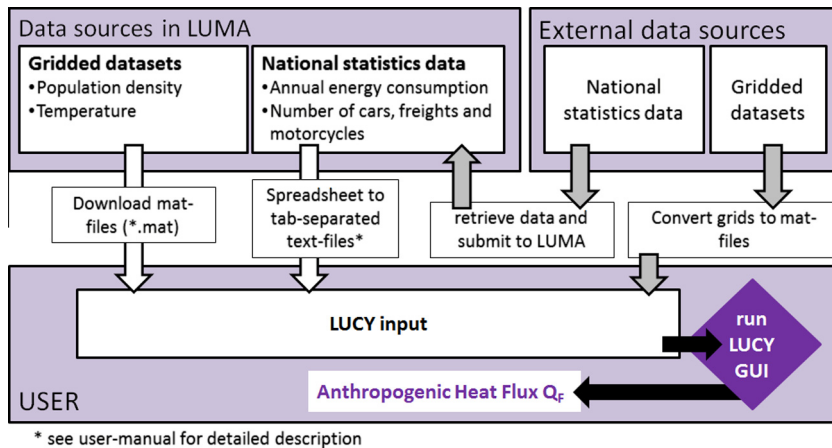 Data sources in LUMA
Gridded datasets
•Population density
•Temperature
National statistics data
•Annual energy consumption
•Number of cars, freights and
motorcycles
External data sources
National
statistics data
Gridded
datasets
Download mat-
files (*.mat)
Spreadsheet to
tab-separated
text-files*
retrieve data and
submit to LUMA
Convert grids to mat-
files
LUCY input
run
LUCY
GUI
Anthropogenic Heat Flux QF
USER
* see user-manual for detailed description